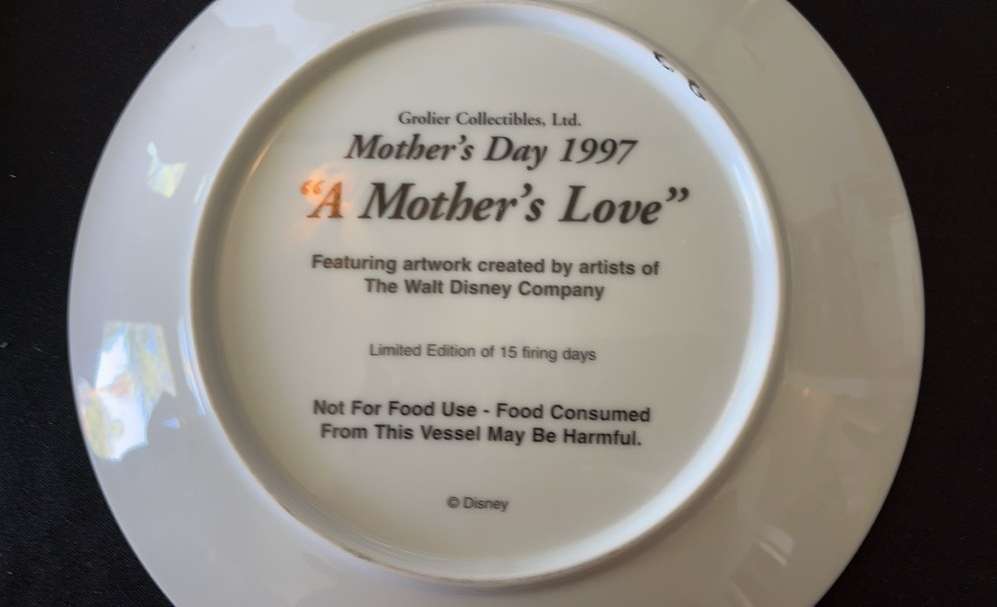 Grolier Collectibles, Ltd.
Mother's Day 1997
"A Mother's Love"
Featuring artwork created by artists of
The Walt Disney Company
Limited Edition of 15 firing days
Not For Food Use - Food Consumed
From This Vessel May Be Harmful.
© Disney